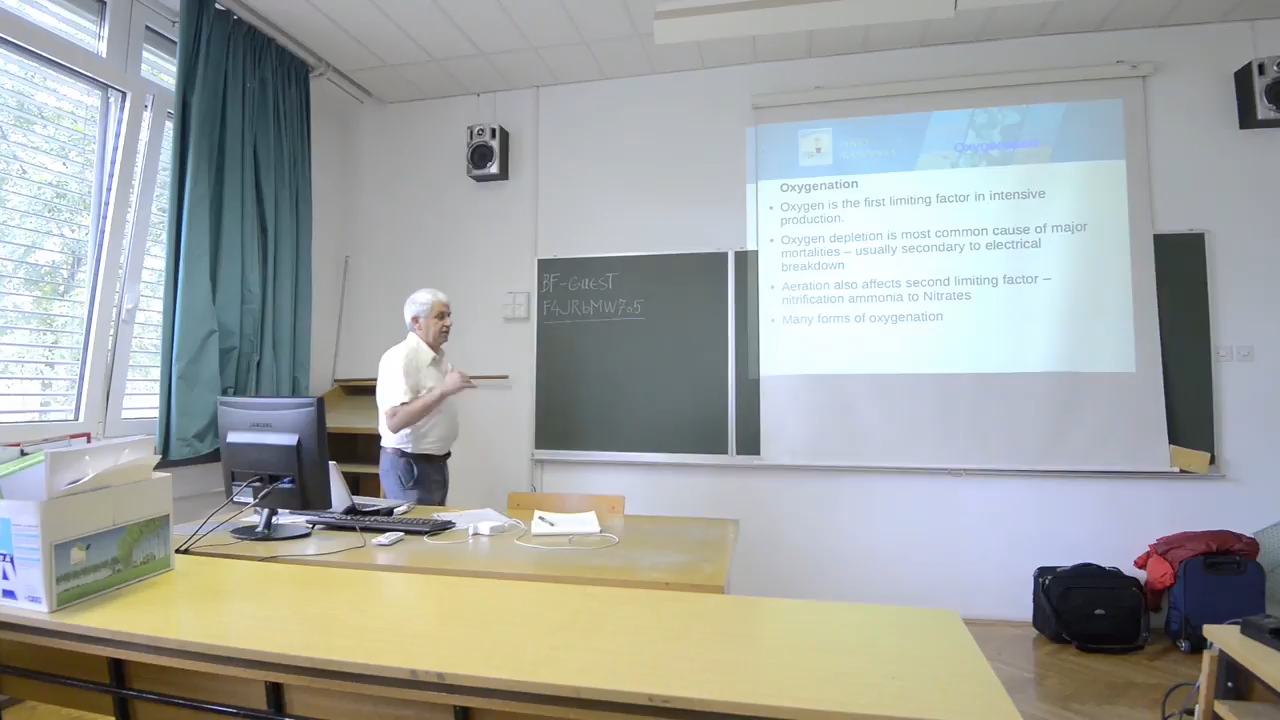 BF-GUEST
F4JRbMW7o5
Oxygenation
Oxygenation
• Oxygen is the first limiting factor in intensive
production.
• Oxygen depletion is most common cause of major
mortalities – usually secondary to electrical
breakdown
• Aeration also affects second limiting factor –
nitrification ammonia to Nitrates
• Many forms of oxygenation
SAMSUNG